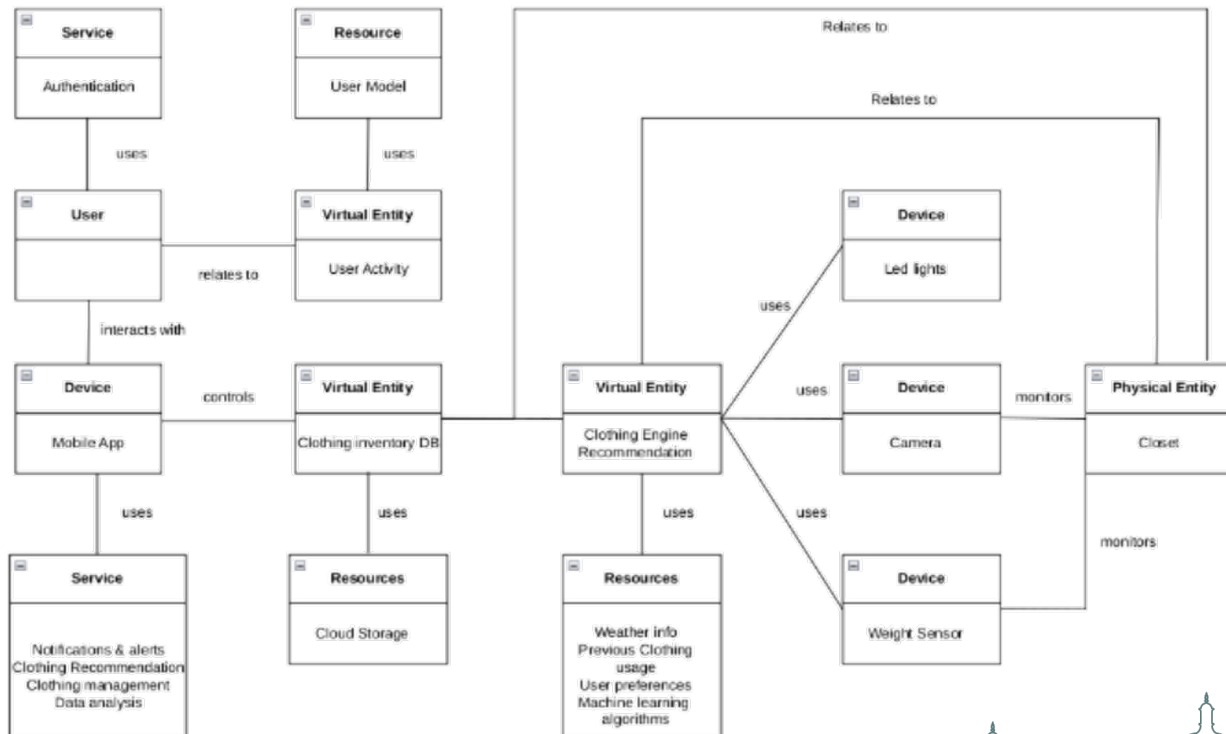 Service
Authentication
Resource
User Model
Relates to
Relates to
uses
uses
User
Virtual Entity
User Activity
relates to
Device
Led lights
uses
interacts with
Device
Mobile App
controls
Virtual Entity
Clothing inventory DB
Virtual Entity
Clothing Engine
Recommendation
uses
Device
Camera
monitors
Physical Entity
Closet
uses
uses
uses
uses
monitors
Service
Notifications & alerts
Clothing Recommendation
Clothing management
Data analysis
Resources
Cloud Storage
Resources
Weather info
Previous Clothing
usage
User preferences
Machine learning
algorithms
Device
Weight Sensor